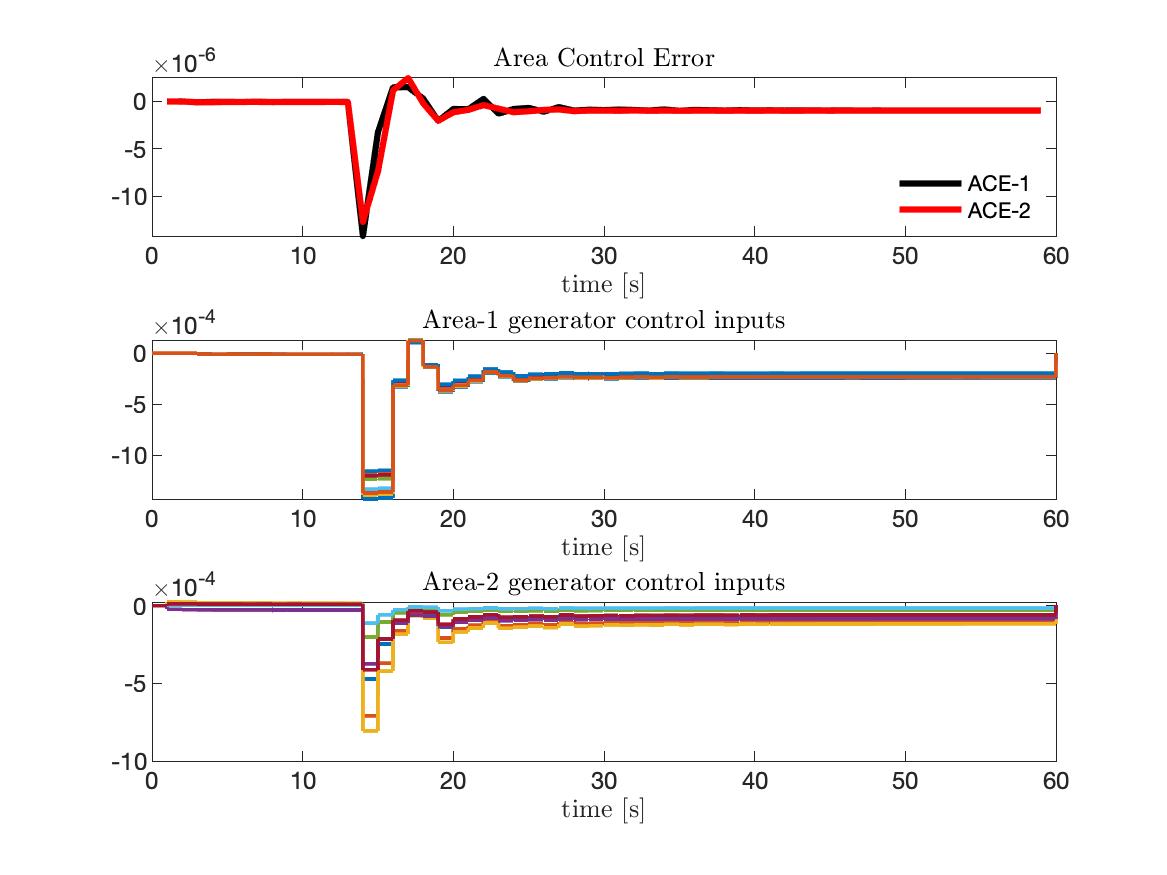 Area Control Error
×10-6
0
-5
-10
ACE-1
ACE-2
0 10 20 30 40 50 60
time [s]
Area-1 generator control inputs
×10-4
0
-5
-10
0 10 20 30 40 50 60
time [s]
Area-2 generator control inputs
×10-4
0
-5
-10
0 10 20 30 40 50 60
time [s]